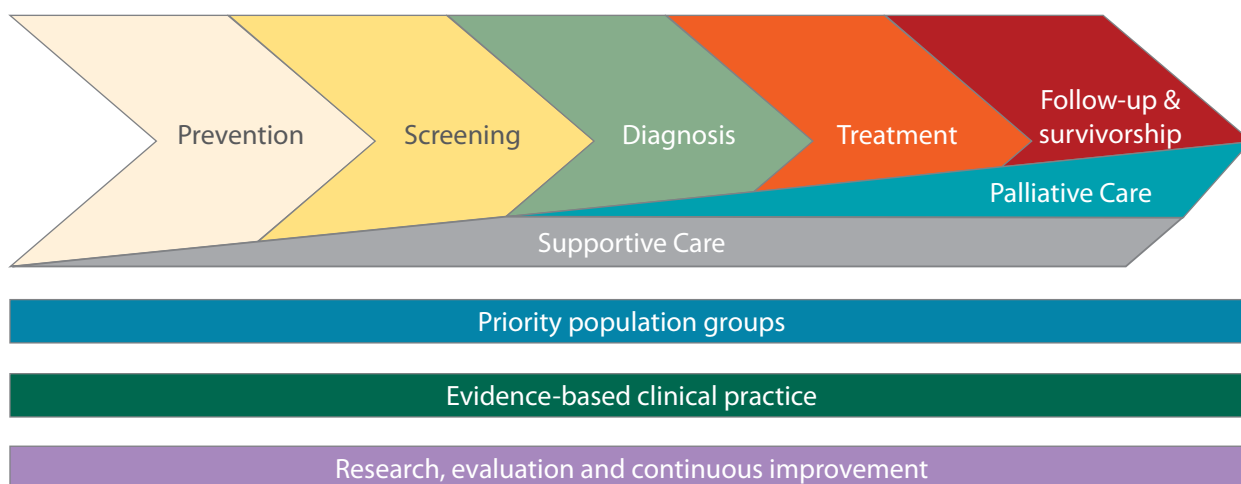 Prevention
Screening
Diagnosis
Treatment
Follow-up &
survivorship
Palliative Care
Supportive Care
Priority population groups
Evidence-based clinical practice
Research, evaluation and continuous improvement